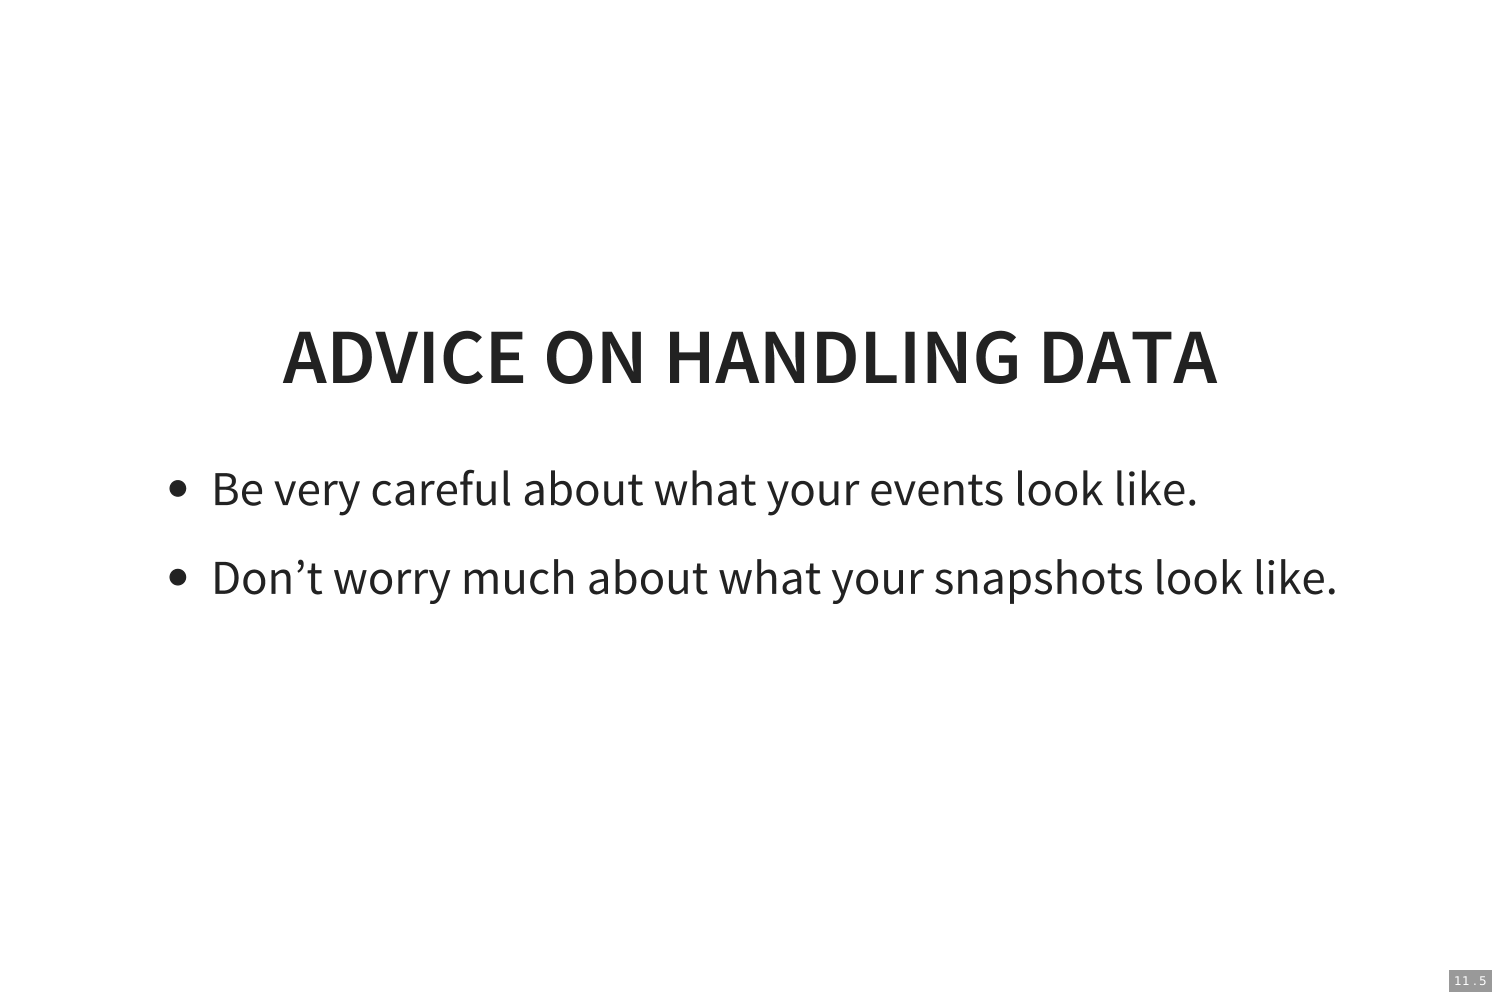 ADVICE ON HANDLING DATA
• Be very careful about what your events look like.
• Don’t worry much about what your snapshots look like.
11.5